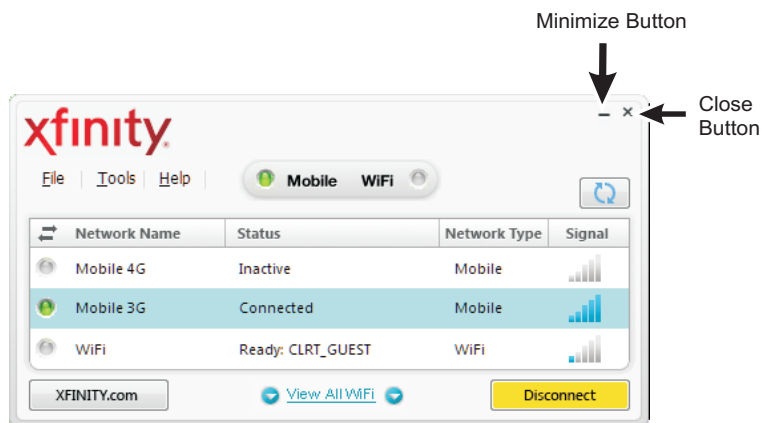 Minimize Button
Close
Button
xfinity.
File Tools Help
Mobile WiFi
Network Name Status Network Type Signal
Mobile 4G Inactive Mobile
Mobile 3G Connected Mobile
WiFi Ready: CLRT_GUEST WiFi
XFINITY.com View All WiFi Disconnect